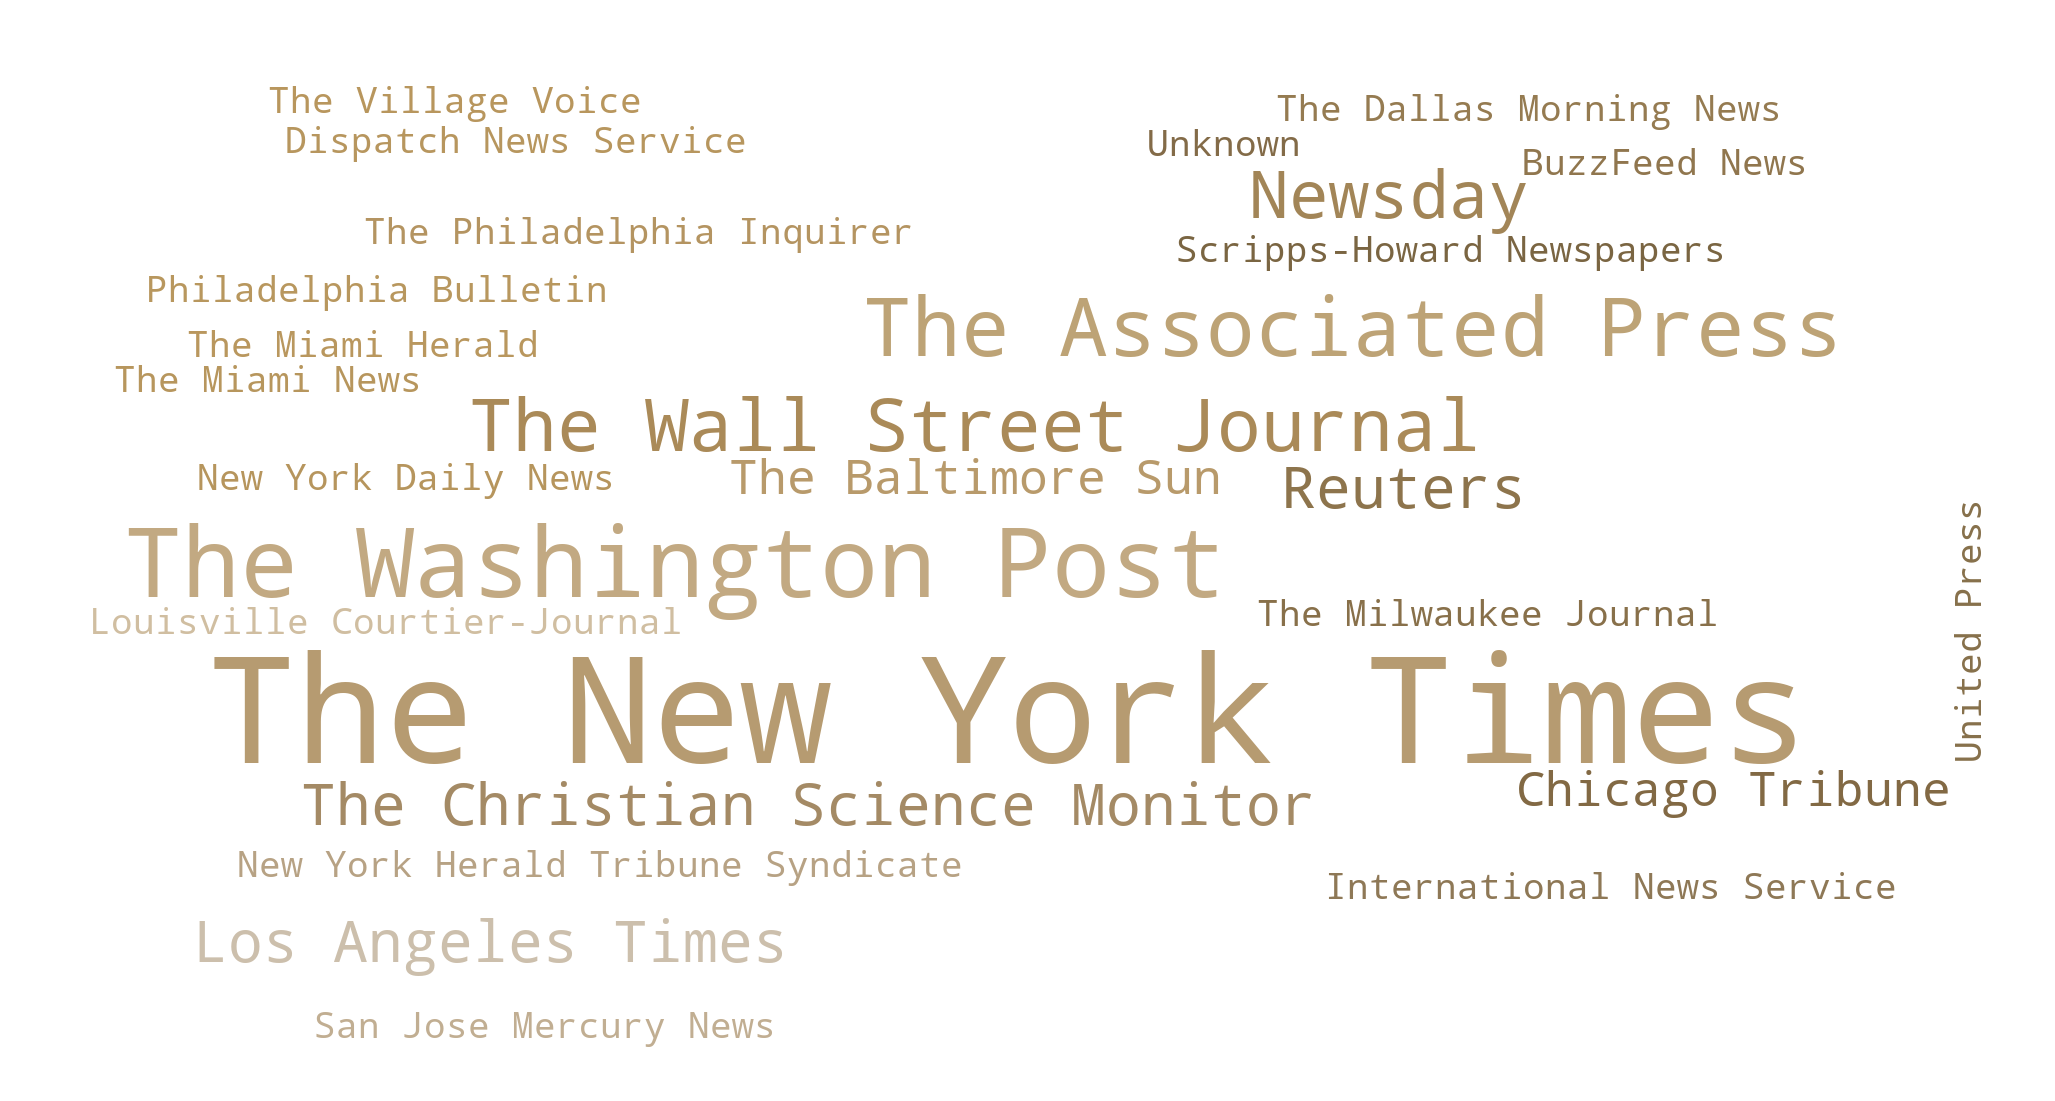 The Village Voice
Dispatch News Service
The Dallas Morning News
Unknown
BuzzFeed News
Newsday
The Philadelphia Inquirer
Scripps-Howard Newspapers
Philadelphia Bulletin
The Associated Press
The Miami Herald
The Miami News
The Wall Street Journal
New York Daily News
The Baltimore Sun
Reuters
The Washington Post
United Press
Louisville Courtier-Journal
The Milwaukee Journal
The New York Times
The Christian Science Monitor
Chicago Tribune
New York Herald Tribune Syndicate
International News Service
Los Angeles Times
San Jose Mercury News